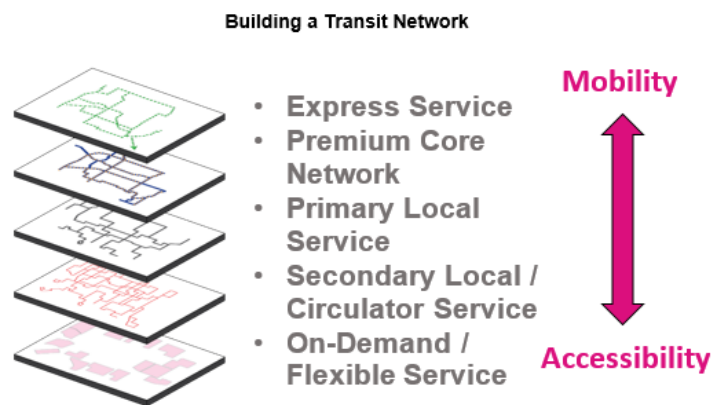 Building a Transit Network
• Express Service
• Premium Core
Network
• Primary Local
Service
• Secondary Local /
Circulator Service
• On-Demand /
Flexible Service
Mobility
Accessibility